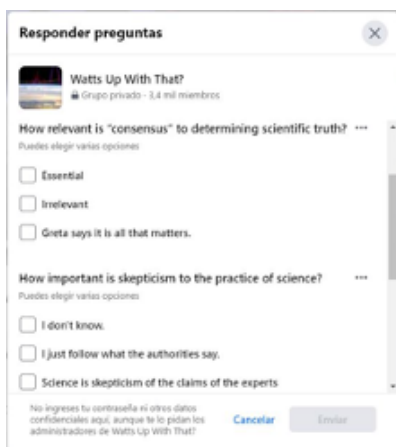 Responder preguntas
Watts Up With That?
Grupo privado · 3,4 mil miembros
How relevant is "consensus" to determining scientific truth?
Puedes elegir varias opciones
Essential
Irrelevant
Greta says it is all that matters.
How important is skepticism to the practice of science?
Puedes elegir varias opciones
I don't know.
I just follow what the authorities say.
Science is skepticism of the claims of the experts
No ingreses tu contraseña ni otros datos
confidenciales aquí, aunque te lo pidan los
administradores de Watts Up With That?
Cancelar
Enviar